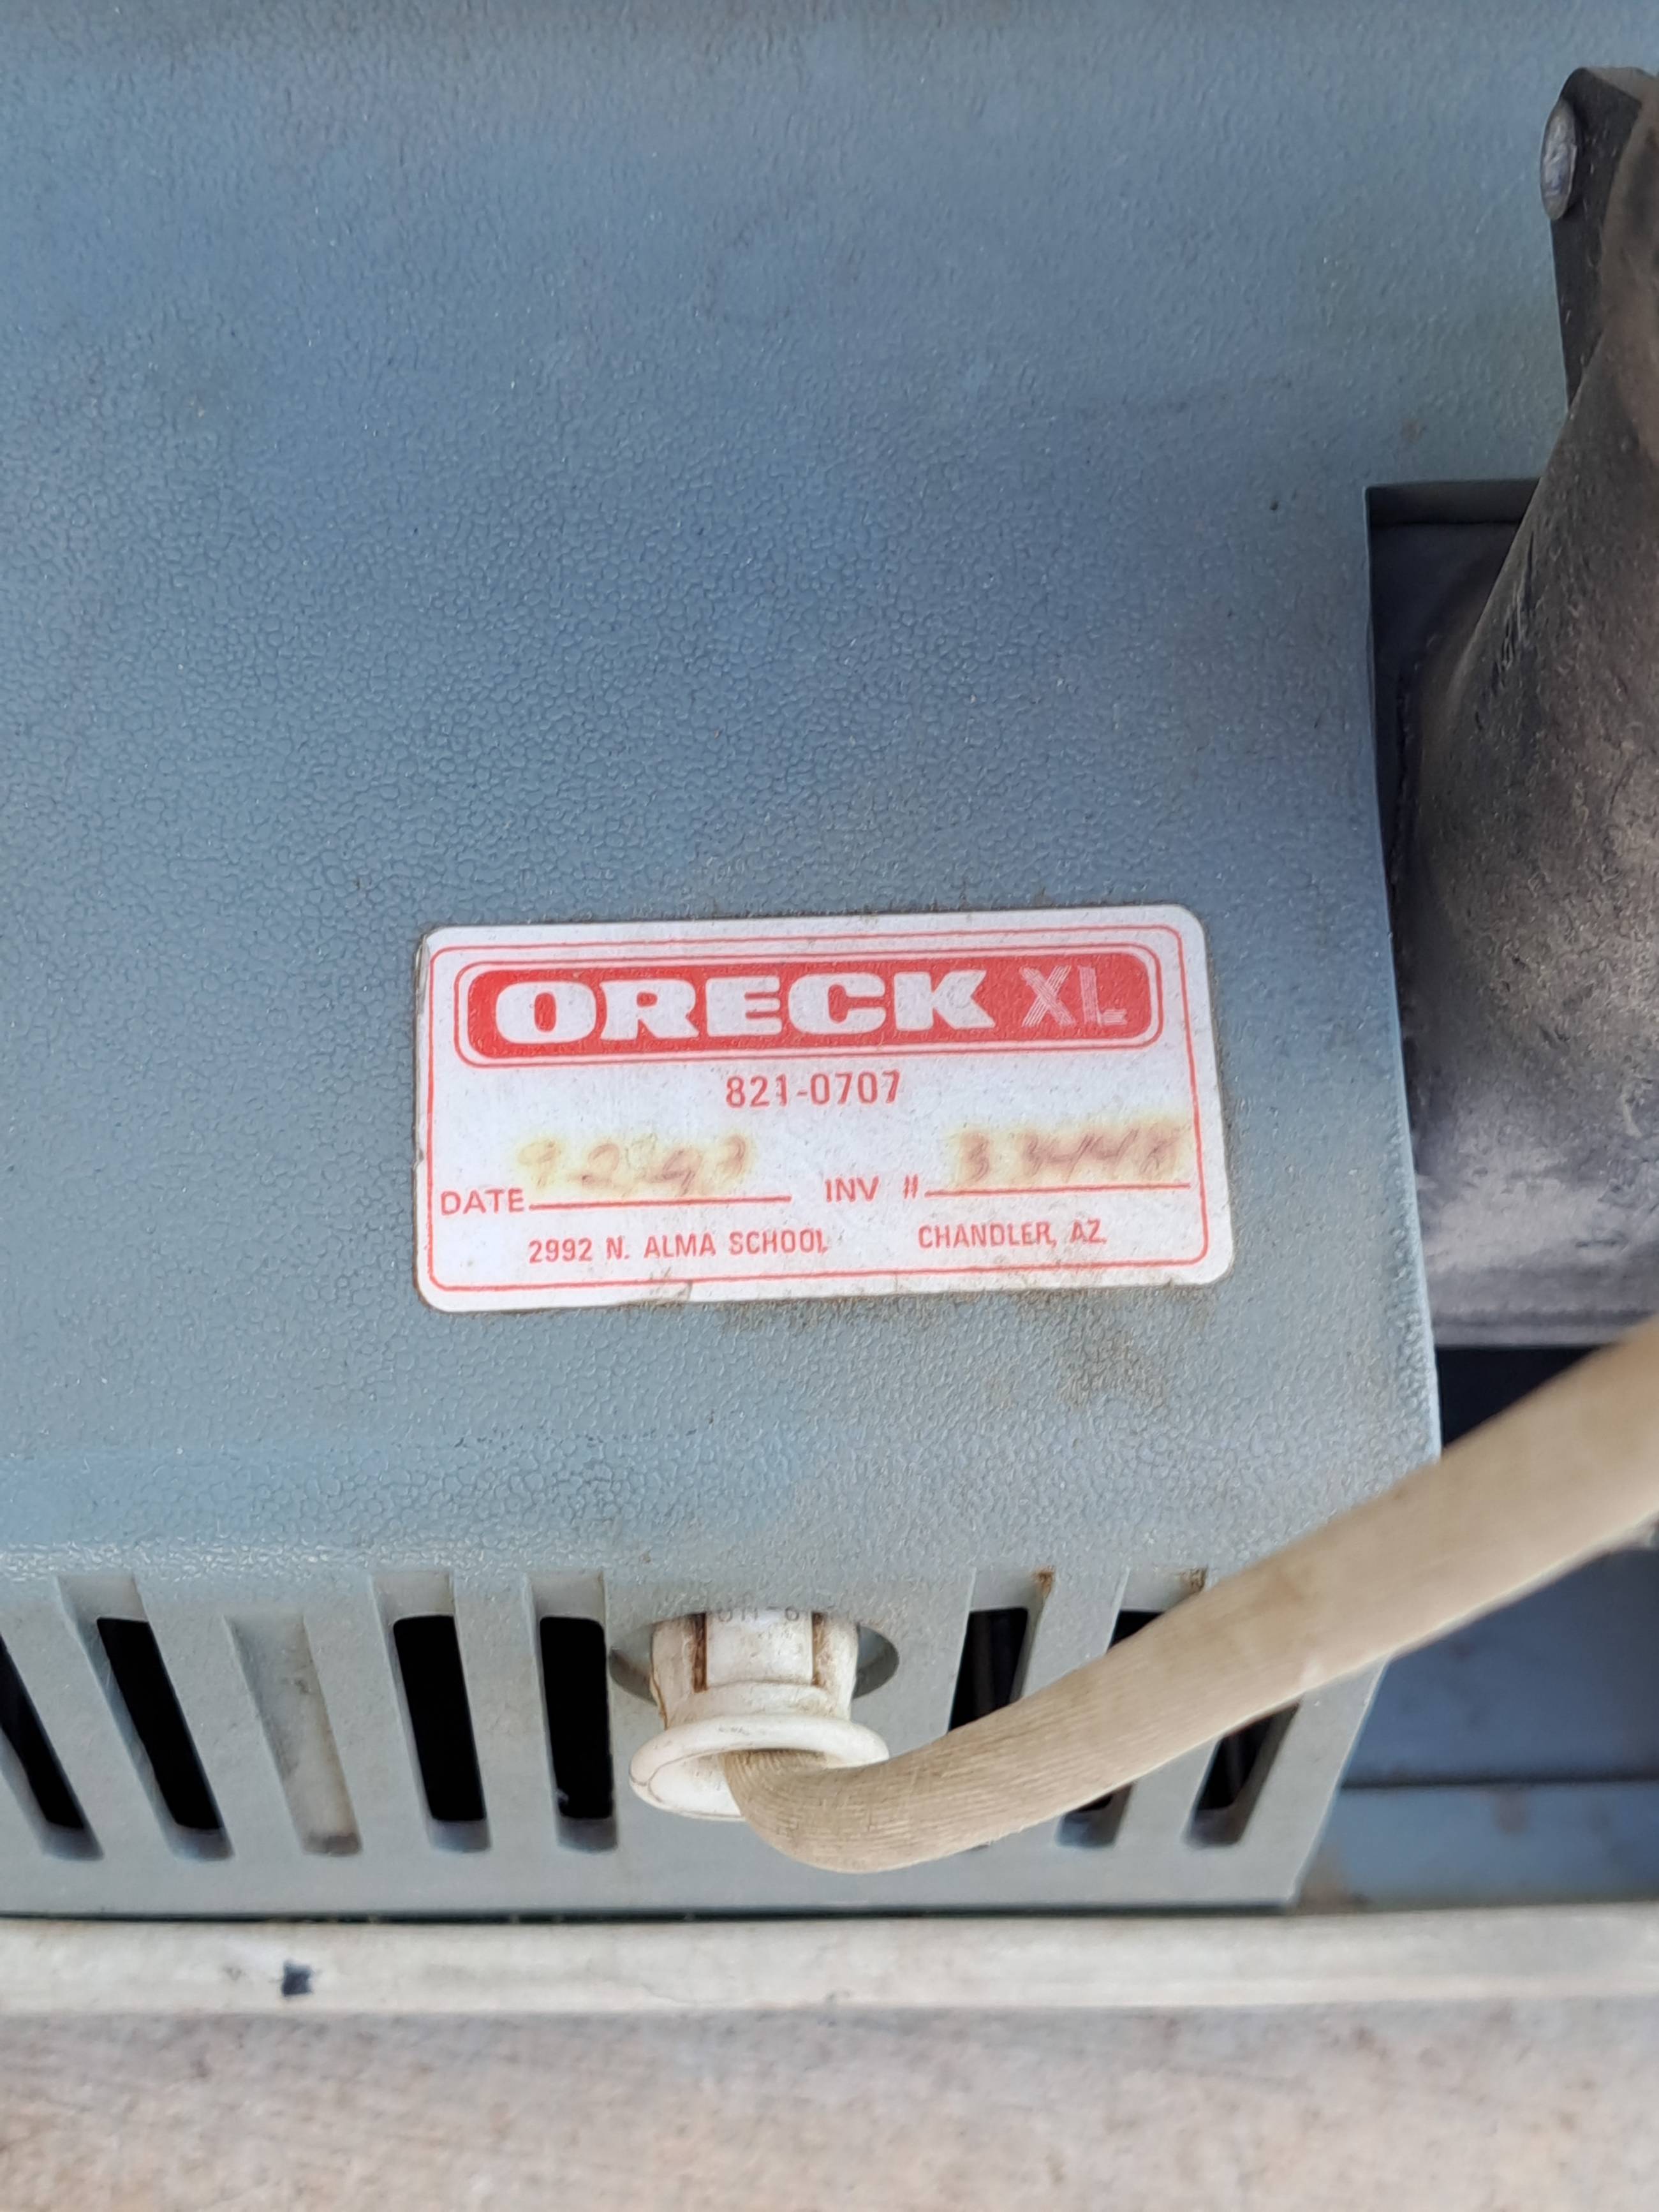 ORECK XL
821-0707
DATE INV #
2992 N. ALMA SCHOOL CHANDLER, AZ.